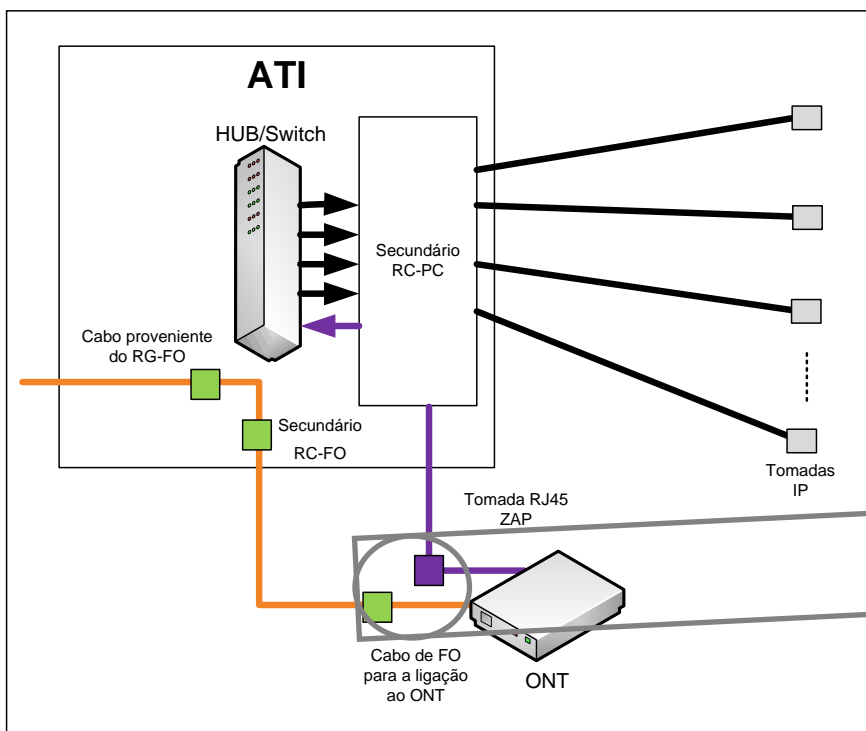 ATI
HUB/Switch
Secundário
RC-PC
Cabo proveniente
do RG-FO
Secundário
RC-FO
Tomadas
IP
Tomada RJ45
ZAP
Cabo de FO
para a ligação
ao ONT
ONT